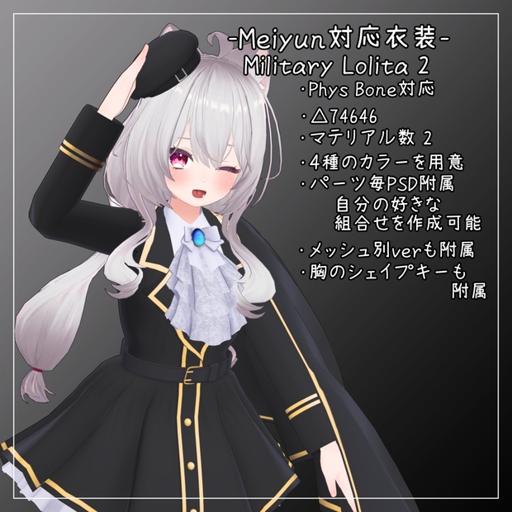 -Meiyun対応衣装-
Military Lolita 2
・Phys Bone対応
・△74646
・マテリアル数 2
・4種のカラーを用意
・パーツ毎PSD附属
自分の好きな
組合せを作成可能
・メッシュ別verも附属
・胸のシェイプキーも
附属